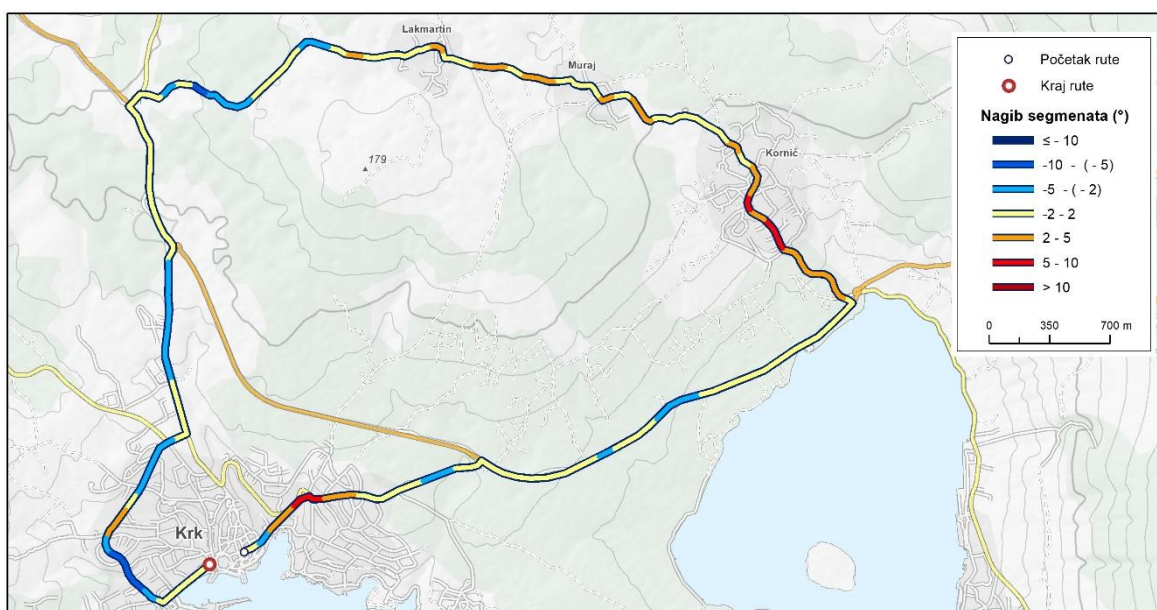 Lakmartin
Muraj
179
Kornić
Krk
Početak rute
Kraj rute
Nagib segmenata (°)
≤ - 10
-10 - ( - 5)
-5 - ( - 2)
-2 - 2
2 - 5
5 - 10
> 10
0 350 700 m